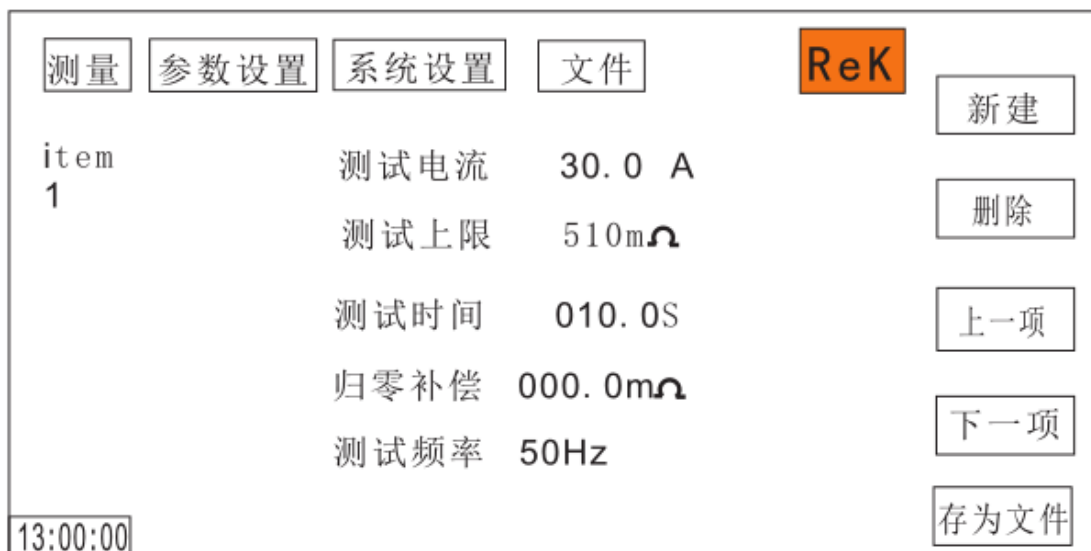 测量 参数设置 系统设置 文件 ReK
新建
item 测试电流 30.0 A
1
删除
测试上限 510mΩ
测试时间 010.0S
上一项
归零补偿 000.0mΩ
下一项
测试频率 50Hz
存为文件
13:00:00